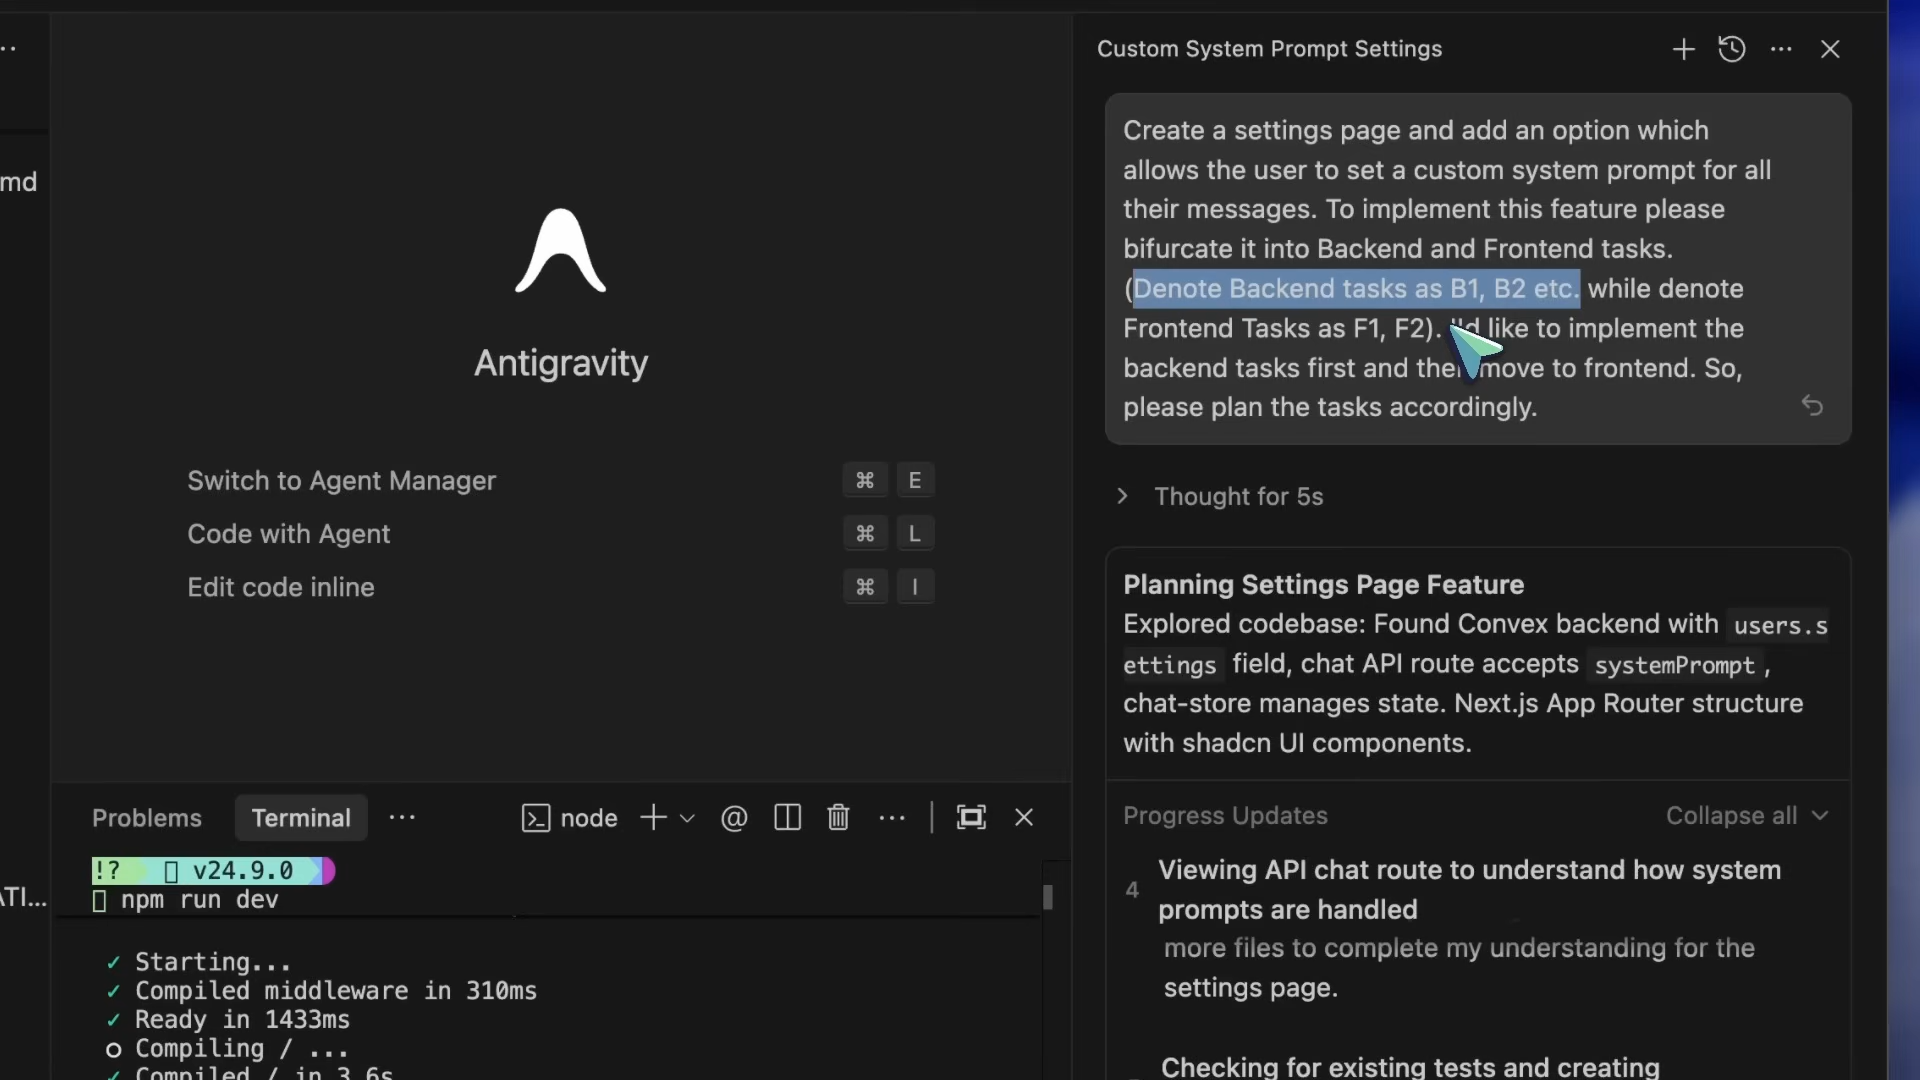 Custom System Prompt Settings
Create a settings page and add an option which
allows the user to set a custom system prompt for all
their messages. To implement this feature please
bifurcate it into Backend and Frontend tasks.
(Denote Backend tasks as B1, B2 etc. while denote
Frontend Tasks as F1, F2). I'd like to implement the
backend tasks first and then move to frontend. So,
please plan the tasks accordingly.
Thought for 5s
Planning Settings Page Feature
Explored codebase: Found Convex backend with users.s
ettings field, chat API route accepts systemPrompt,
chat-store manages state. Next.js App Router structure
with shadcn UI components.
Progress Updates Collapse all
4 Viewing API chat route to understand how system
prompts are handled
more files to complete my understanding for the
settings page.
Checking for existing tests and creating
md
ATI...
Antigravity
Switch to Agent Manager ⌘ E
Code with Agent ⌘ L
Edit code inline ⌘ I
Problems Terminal ... node @ ...
!? v24.9.0
npm run dev
✓ Starting...
✓ Compiled middleware in 310ms
✓ Ready in 1433ms
○ Compiling / ...
✓ Compiled / in 3.6s